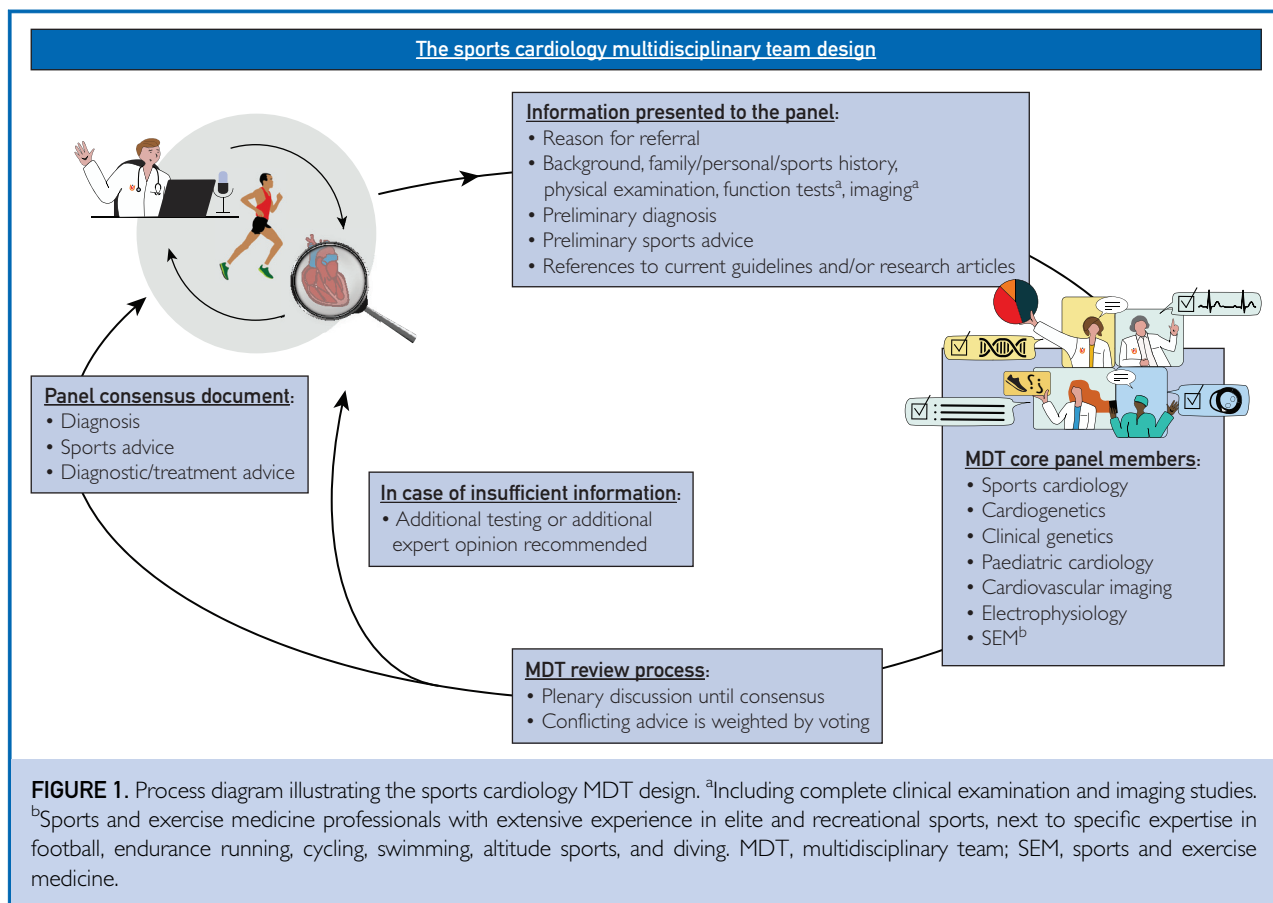 The sports cardiology multidisciplinary team design
Information presented to the panel:
• Reason for referral
• Background, family/personal/sports history,
physical examination, function testsᵃ, imagingᵃ
• Preliminary diagnosis
• Preliminary sports advice
• References to current guidelines and/or research articles
MDT core panel members:
• Sports cardiology
• Cardiogenetics
• Clinical genetics
• Paediatric cardiology
• Cardiovascular imaging
• Electrophysiology
• SEMᵇ
Panel consensus document:
• Diagnosis
• Sports advice
• Diagnostic/treatment advice
In case of insufficient information:
• Additional testing or additional
expert opinion recommended
MDT review process:
• Plenary discussion until consensus
• Conflicting advice is weighted by voting
FIGURE 1. Process diagram illustrating the sports cardiology MDT design. ᵃIncluding complete clinical examination and imaging studies.
ᵇSports and exercise medicine professionals with extensive experience in elite and recreational sports, next to specific expertise in
football, endurance running, cycling, swimming, altitude sports, and diving. MDT, multidisciplinary team; SEM, sports and exercise
medicine.